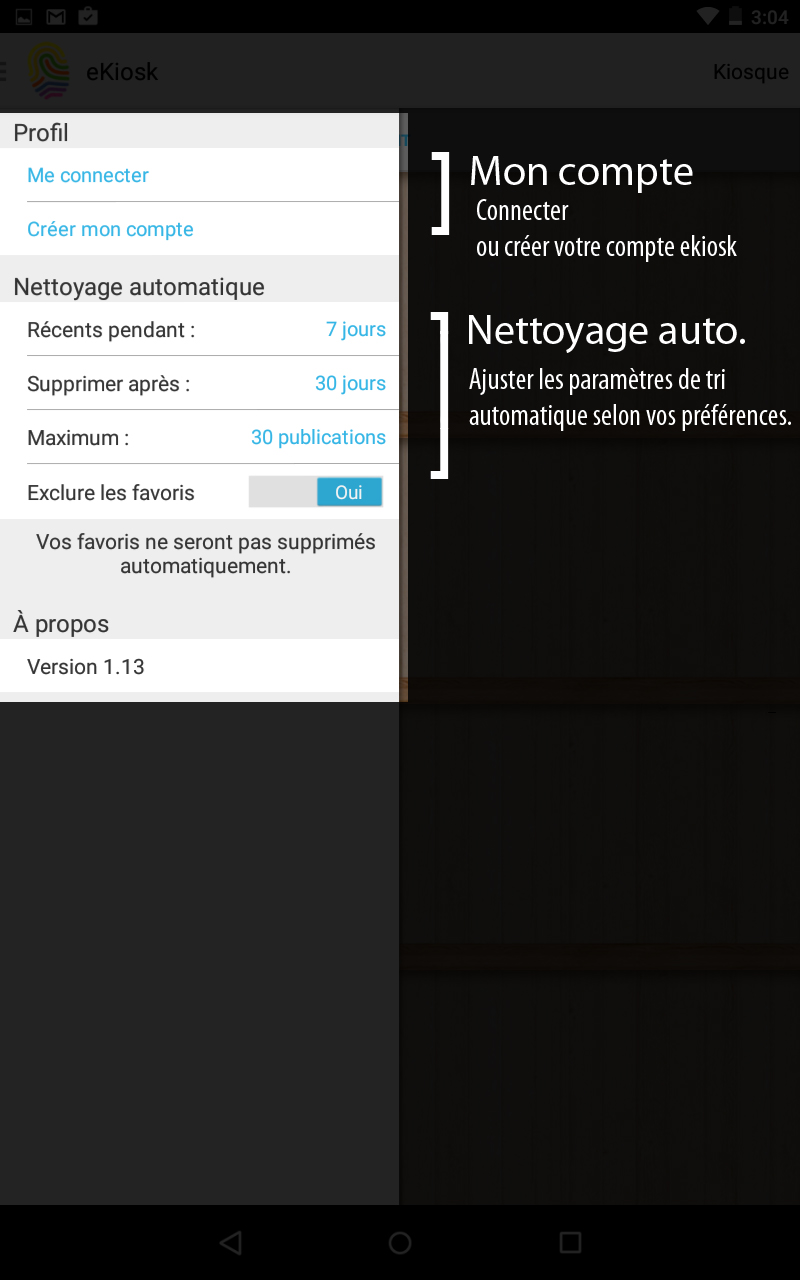 3:04
eKiosk
Kiosque
Profil
Me connecter
Créer mon compte
Nettoyage automatique
Récents pendant : 7 jours
Supprimer après : 30 jours
Maximum : 30 publications
Exclure les favoris Oui
Vos favoris ne seront pas supprimés
automatiquement.
À propos
Version 1.13
Mon compte
Connecter
ou créer votre compte ekiosk
Nettoyage auto.
Ajuster les paramètres de tri
automatique selon vos préférences.